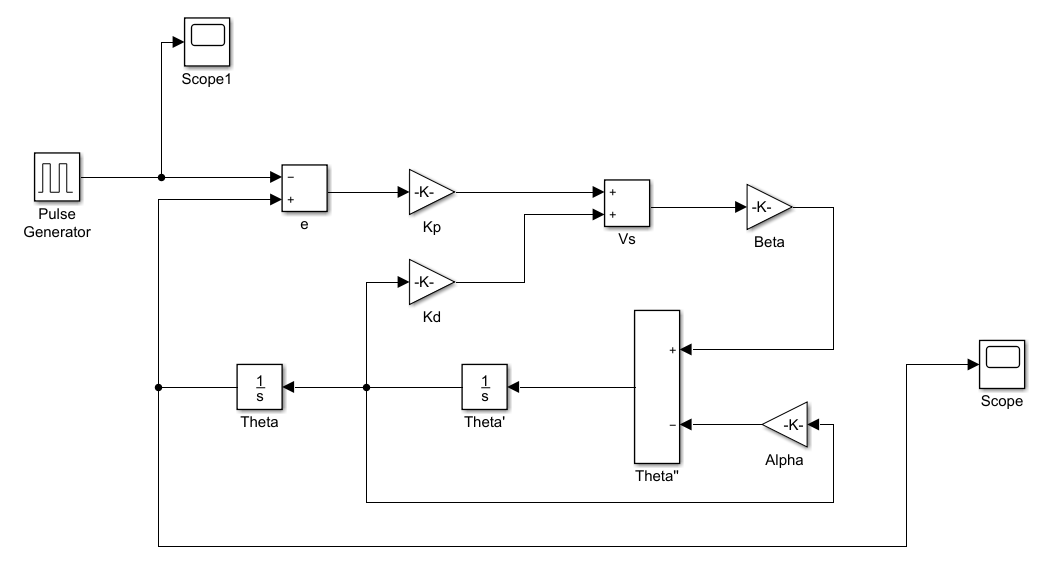 Scope1
Pulse
Generator
−
+
e
-K-
Kp
+
+
Vs
-K-
Beta
-K-
Kd
1
s
Theta
1
s
Theta'
+
−
Theta"
-K-
Alpha
Scope